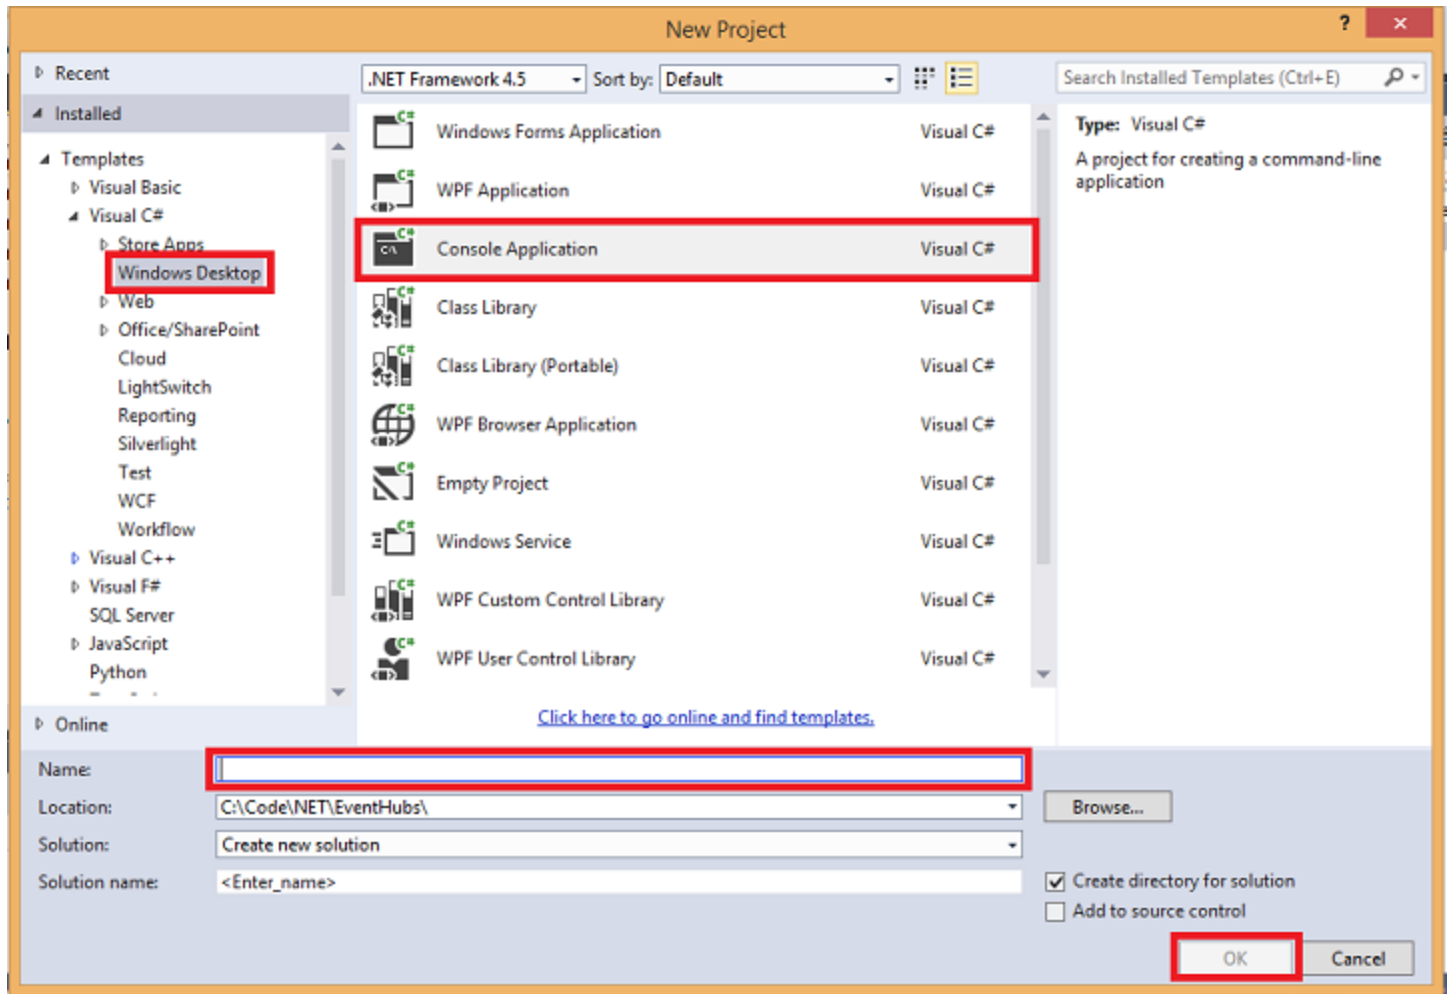 New Project
?
Recent
Installed
Templates
Visual Basic
Visual C#
Store Apps
Windows Desktop
Web
Office/SharePoint
Cloud
LightSwitch
Reporting
Silverlight
Test
WCF
Workflow
Visual C++
Visual F#
SQL Server
JavaScript
Python
Online
.NET Framework 4.5 Sort by: Default
Windows Forms Application Visual C#
WPF Application Visual C#
Console Application Visual C#
Class Library Visual C#
Class Library (Portable) Visual C#
WPF Browser Application Visual C#
Empty Project Visual C#
Windows Service Visual C#
WPF Custom Control Library Visual C#
WPF User Control Library Visual C#
Click here to go online and find templates.
Search Installed Templates (Ctrl+E)
Type: Visual C#
A project for creating a command-line
application
Name:
Location: C:\Code\NET\EventHubs\ Browse...
Solution: Create new solution
Solution name: <Enter_name>
Create directory for solution
Add to source control
OK Cancel